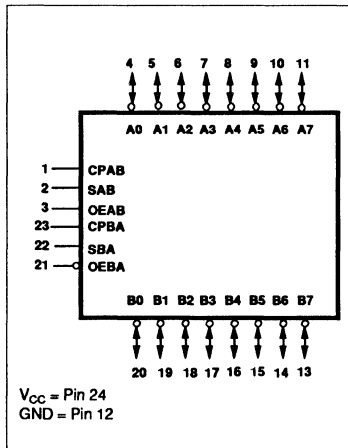 4 5 6 7 8 9 10 11
A0 A1 A2 A3 A4 A5 A6 A7
1 CPAB
2 SAB
3 OEAB
23 CPBA
22 SBA
21 OEBA
B0 B1 B2 B3 B4 B5 B6 B7
20 19 18 17 16 15 14 13
VCC = Pin 24
GND = Pin 12